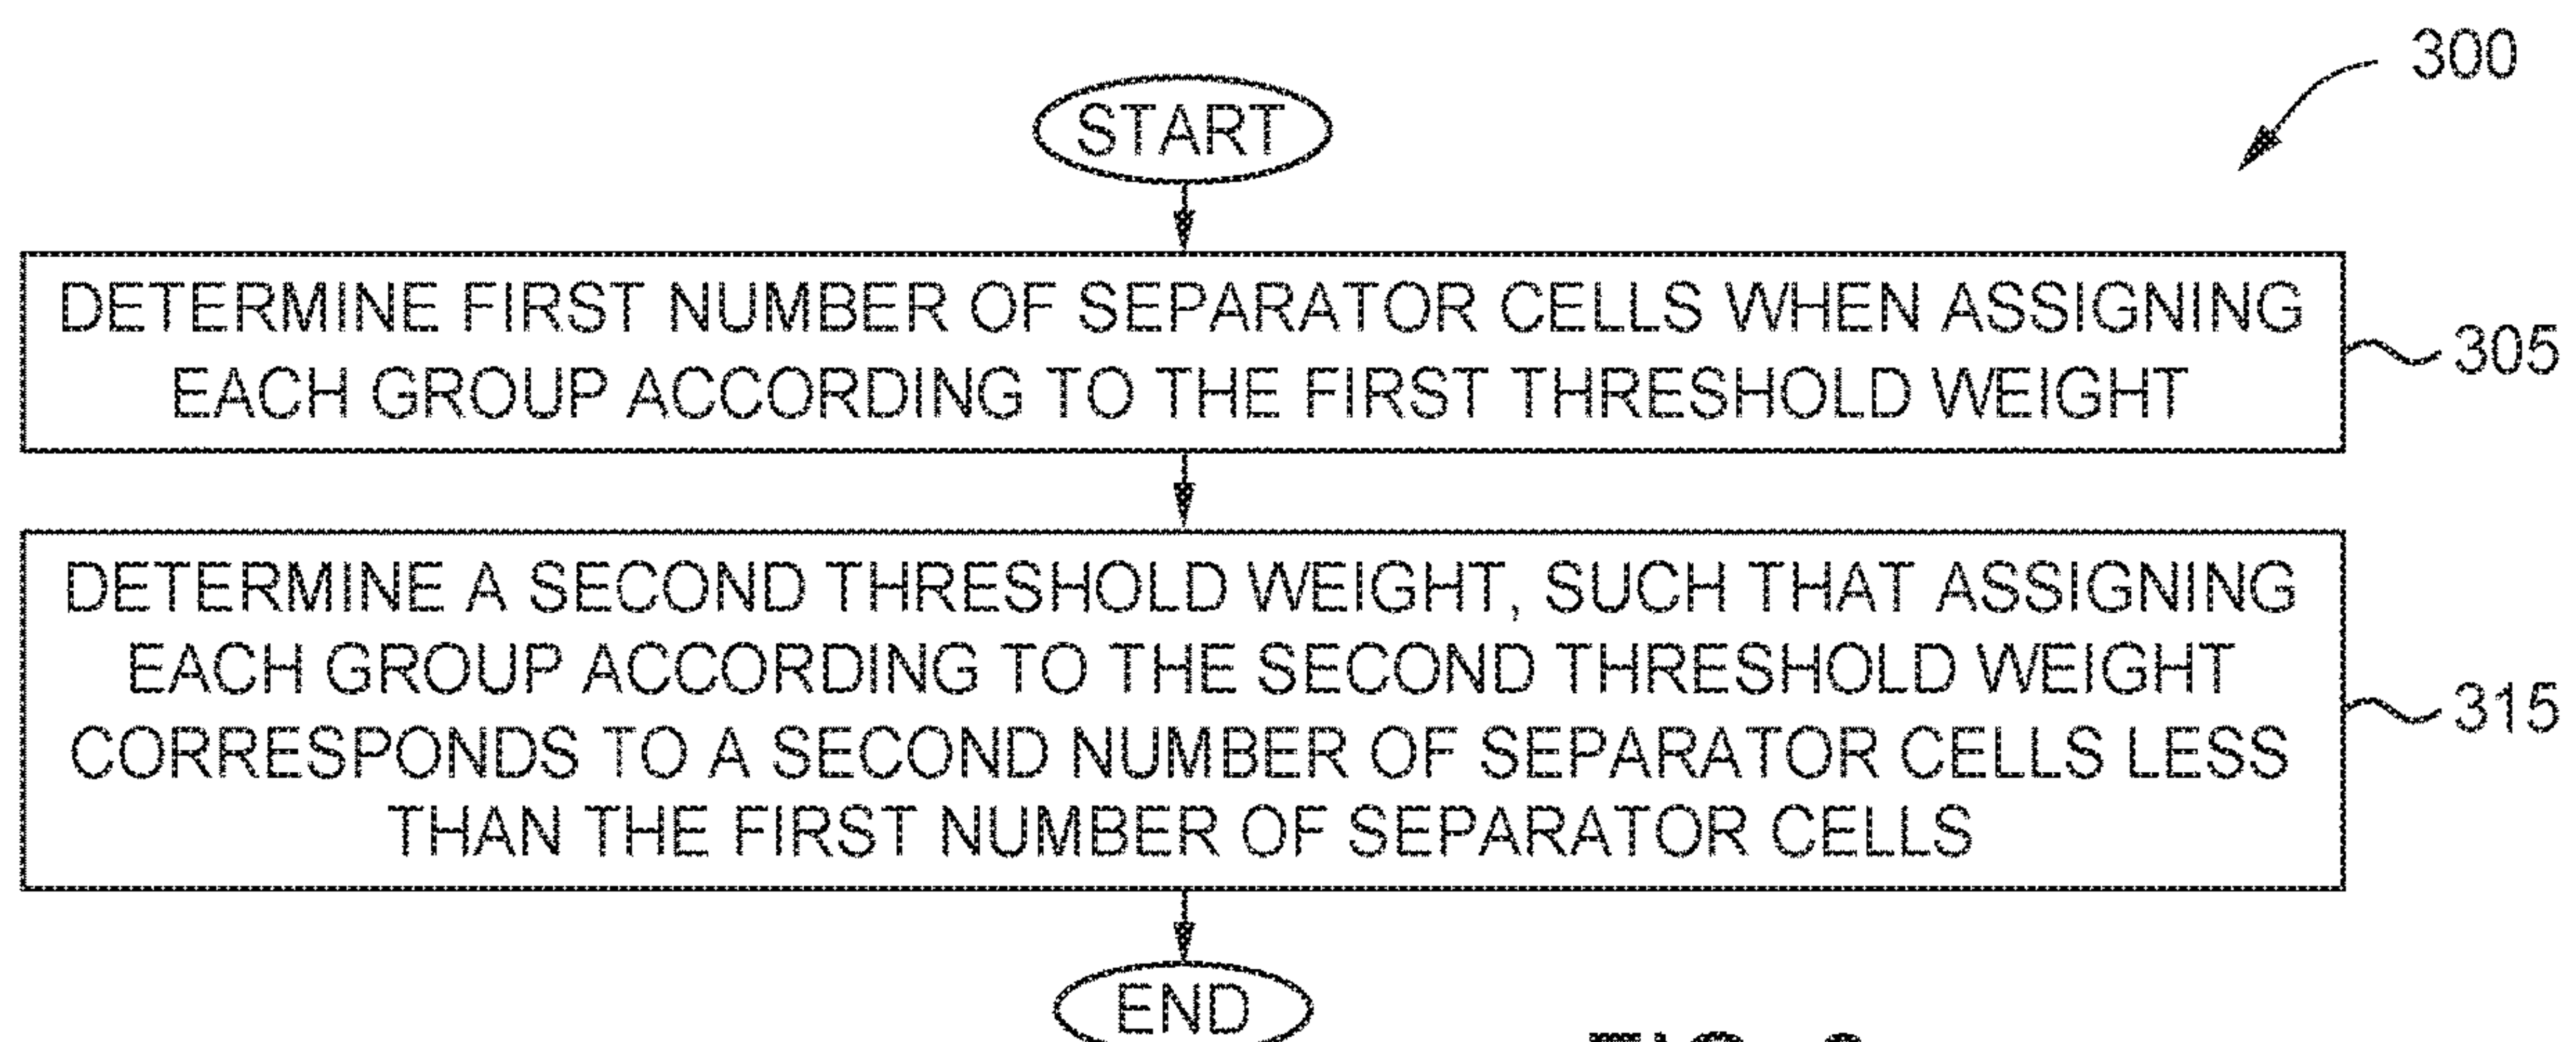 300
START
DETERMINE FIRST NUMBER OF SEPARATOR CELLS WHEN ASSIGNING
EACH GROUP ACCORDING TO THE FIRST THRESHOLD WEIGHT
305
DETERMINE A SECOND THRESHOLD WEIGHT, SUCH THAT ASSIGNING
EACH GROUP ACCORDING TO THE SECOND THRESHOLD WEIGHT
CORRESPONDS TO A SECOND NUMBER OF SEPARATOR CELLS LESS
THAN THE FIRST NUMBER OF SEPARATOR CELLS
315
END